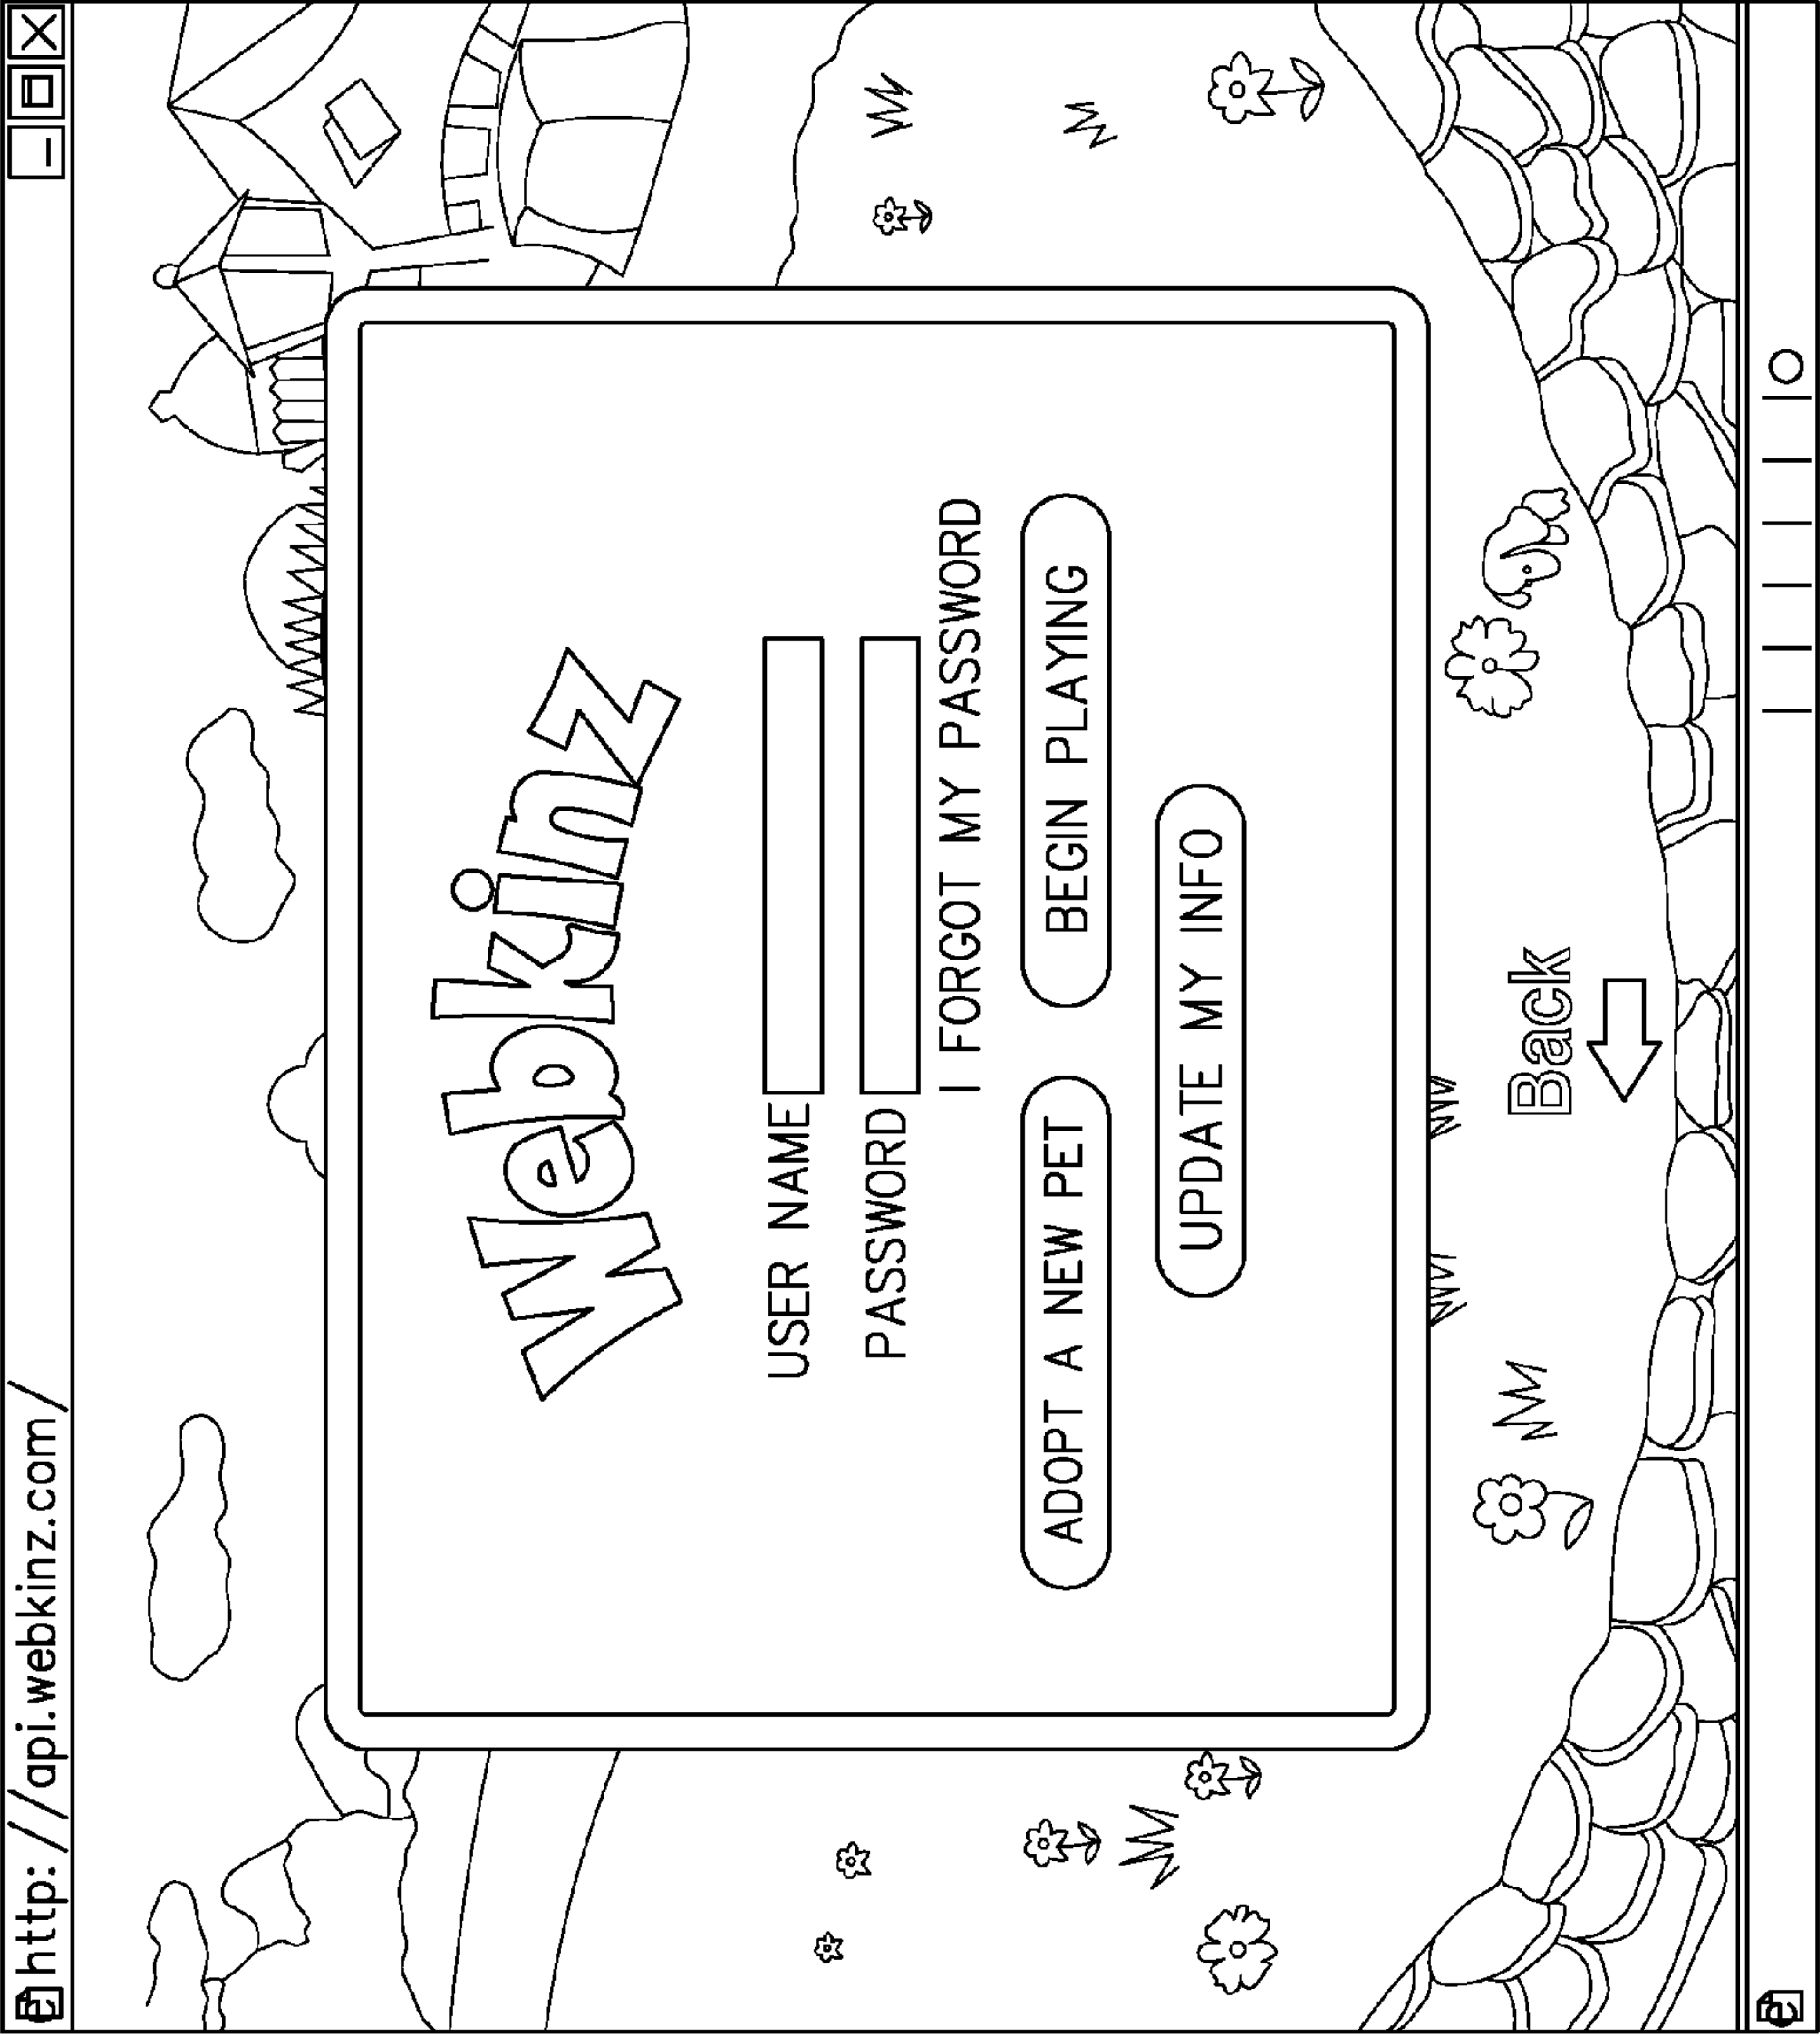 http://api.webkinz.com/
Webkinz
USER NAME
PASSWORD
I FORGOT MY PASSWORD
ADOPT A NEW PET BEGIN PLAYING
UPDATE MY INFO
Back